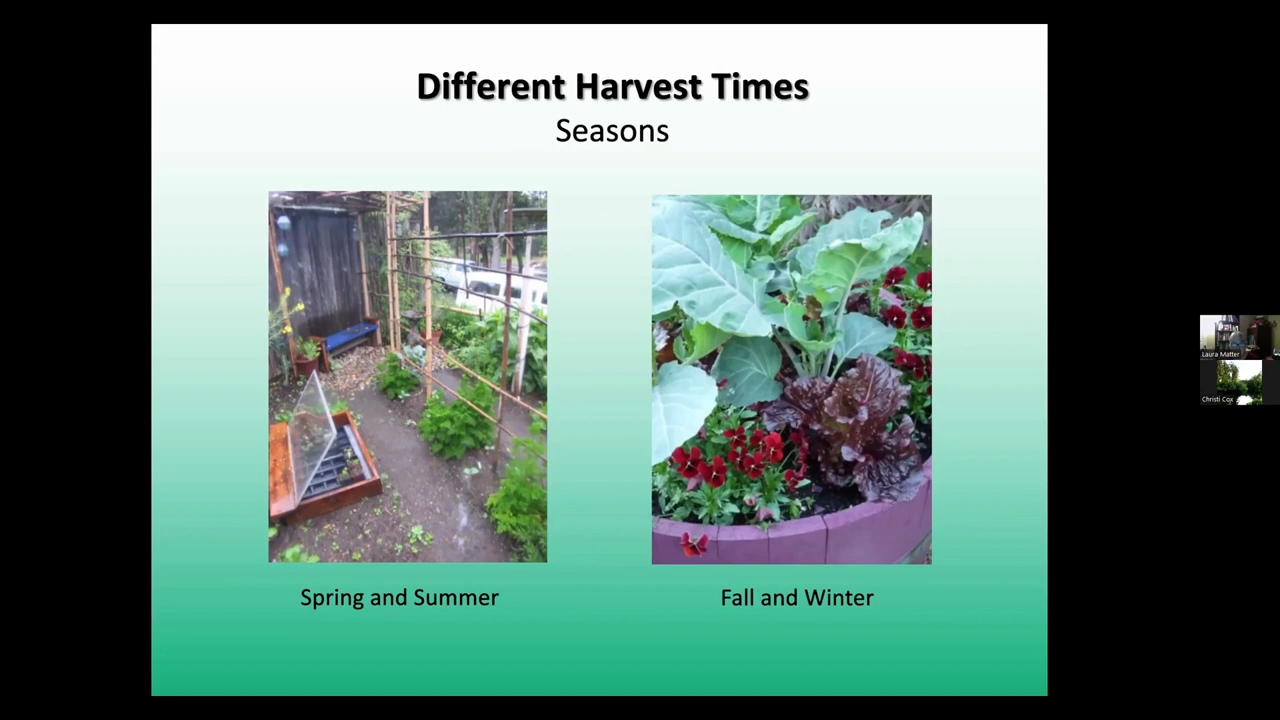 Different Harvest Times
Seasons
Spring and Summer
Fall and Winter
Laura Matter
Christi Cox